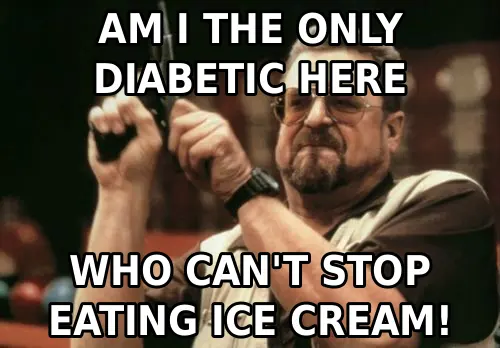 AM I THE ONLY
DIABETIC HERE
WHO CAN'T STOP
EATING ICE CREAM!